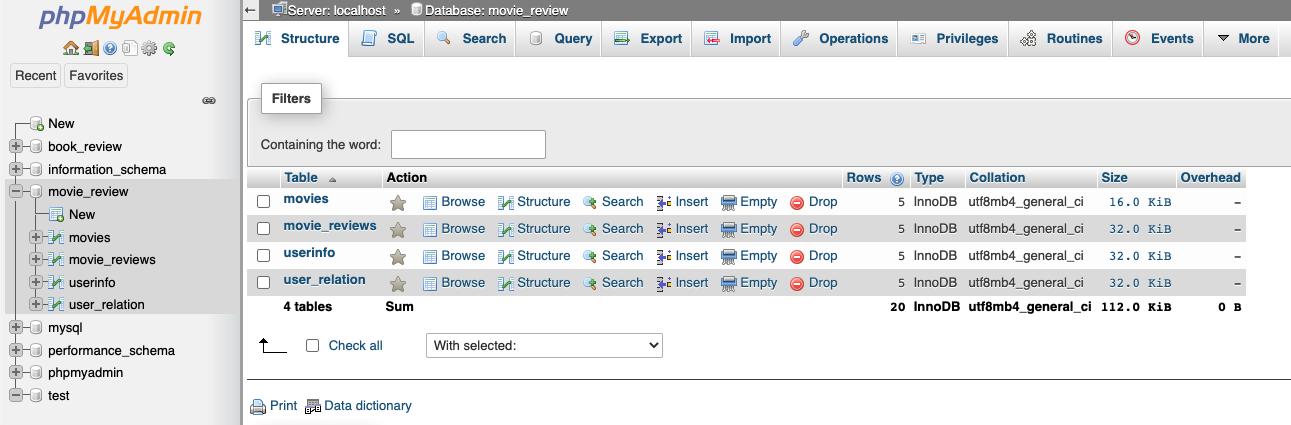 phpMyAdmin
Recent Favorites
New
book_review
information_schema
movie_review
New
movies
movie_reviews
userinfo
user_relation
mysql
performance_schema
phpmyadmin
test
Server: localhost » Database: movie_review
Structure SQL Search Query Export Import Operations Privileges Routines Events More
Filters
Containing the word:
Table Action Rows Type Collation Size Overhead
movies Browse Structure Search Insert Empty Drop 5 InnoDB utf8mb4_general_ci 16.0 KiB –
movie_reviews Browse Structure Search Insert Empty Drop 5 InnoDB utf8mb4_general_ci 32.0 KiB –
userinfo Browse Structure Search Insert Empty Drop 5 InnoDB utf8mb4_general_ci 32.0 KiB –
user_relation Browse Structure Search Insert Empty Drop 5 InnoDB utf8mb4_general_ci 32.0 KiB –
4 tables Sum 20 InnoDB utf8mb4_general_ci 112.0 KiB 0 B
Check all With selected:
Print Data dictionary